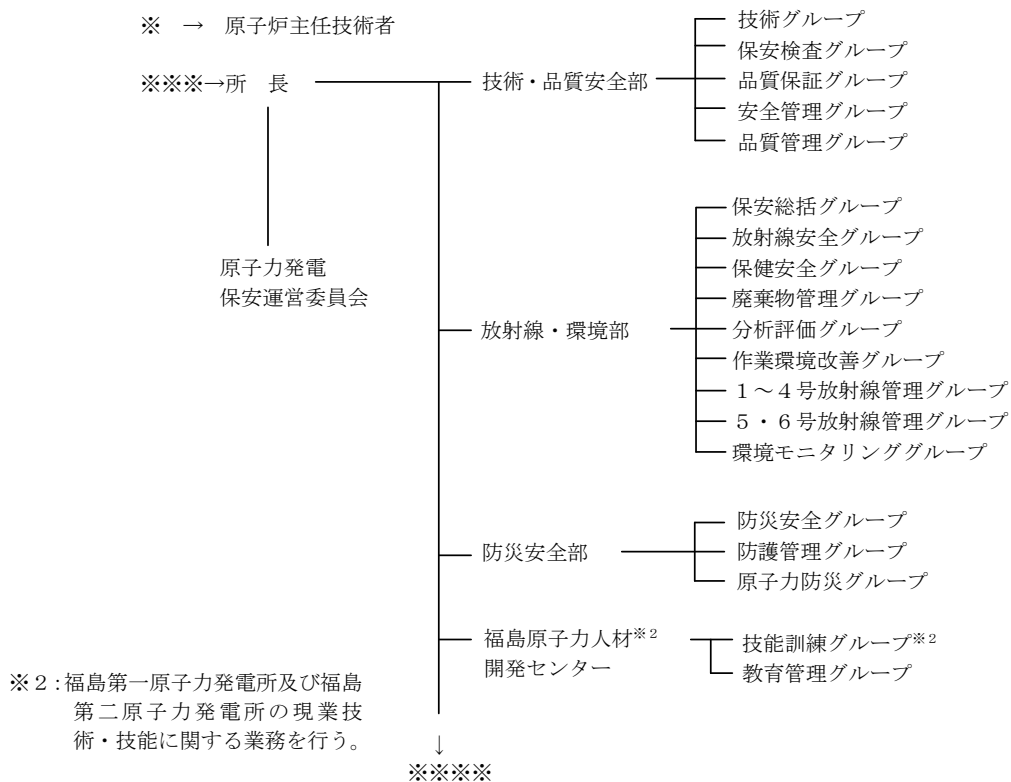 ※ → 原子炉主任技術者
※※※→所 長
原子力発電
保安運営委員会
技術・品質安全部
技術グループ
保安検査グループ
品質保証グループ
安全管理グループ
品質管理グループ
放射線・環境部
保安総括グループ
放射線安全グループ
保健安全グループ
廃棄物管理グループ
分析評価グループ
作業環境改善グループ
1~4号放射線管理グループ
5・6号放射線管理グループ
環境モニタリンググループ
防災安全部
防災安全グループ
防護管理グループ
原子力防災グループ
福島原子力人材※2
開発センター
技能訓練グループ※2
教育管理グループ
※2:福島第一原子力発電所及び福島
第二原子力発電所の現業技
術・技能に関する業務を行う。
↓
※※※※